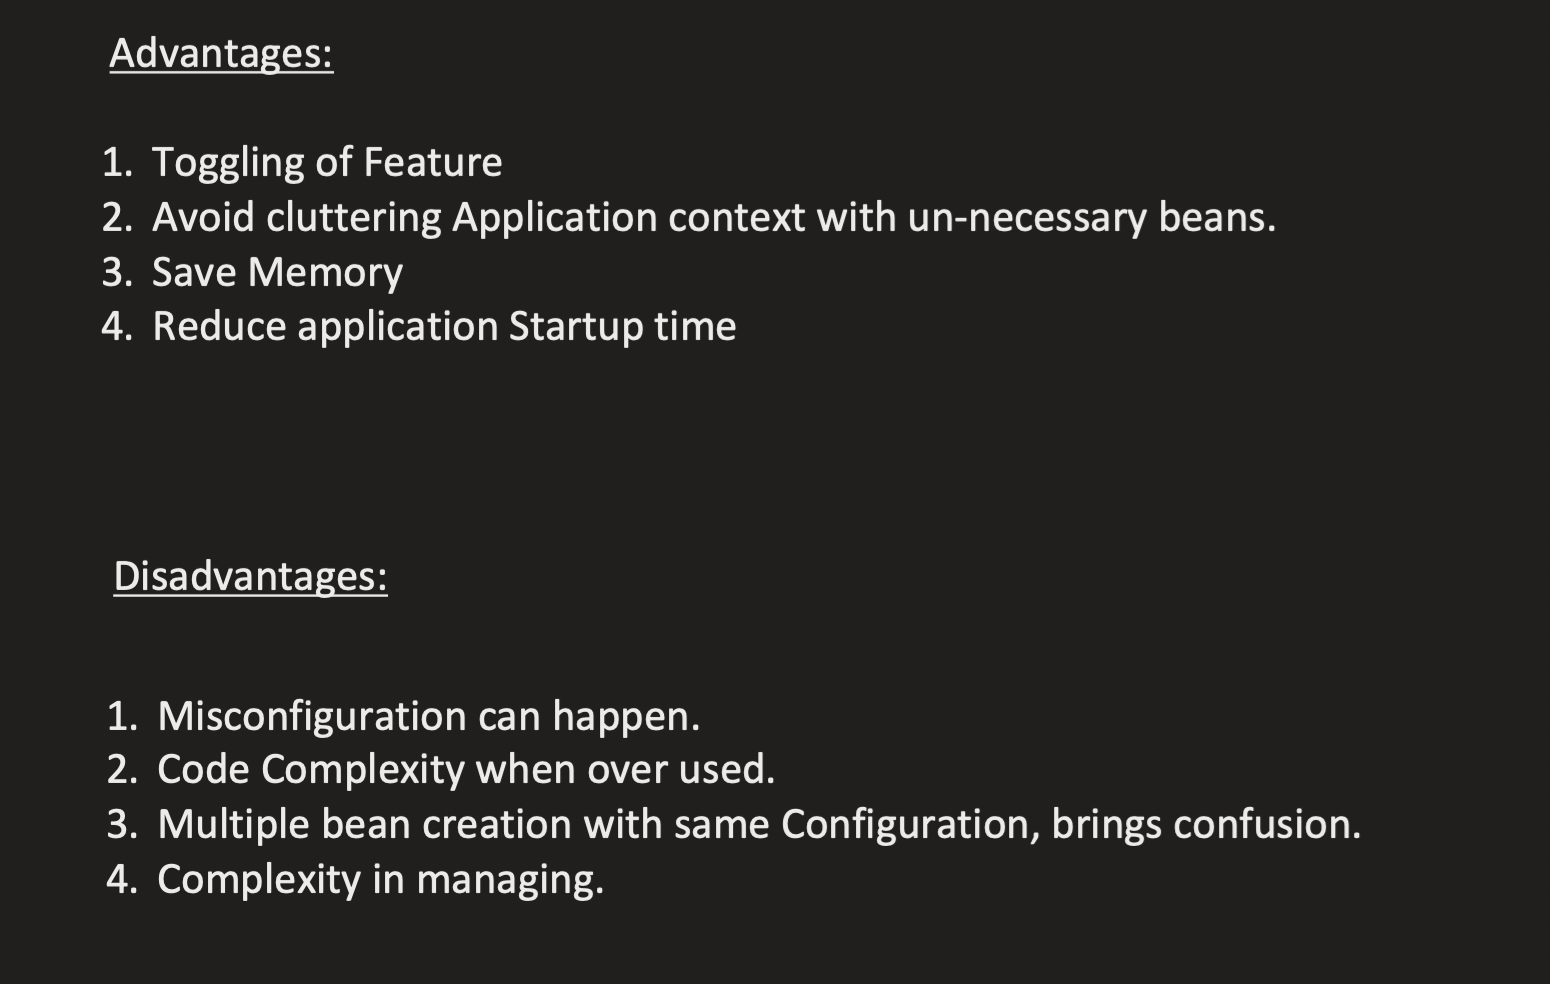 Advantages:
1. Toggling of Feature
2. Avoid cluttering Application context with un-necessary beans.
3. Save Memory
4. Reduce application Startup time
Disadvantages:
1. Misconfiguration can happen.
2. Code Complexity when over used.
3. Multiple bean creation with same Configuration, brings confusion.
4. Complexity in managing.